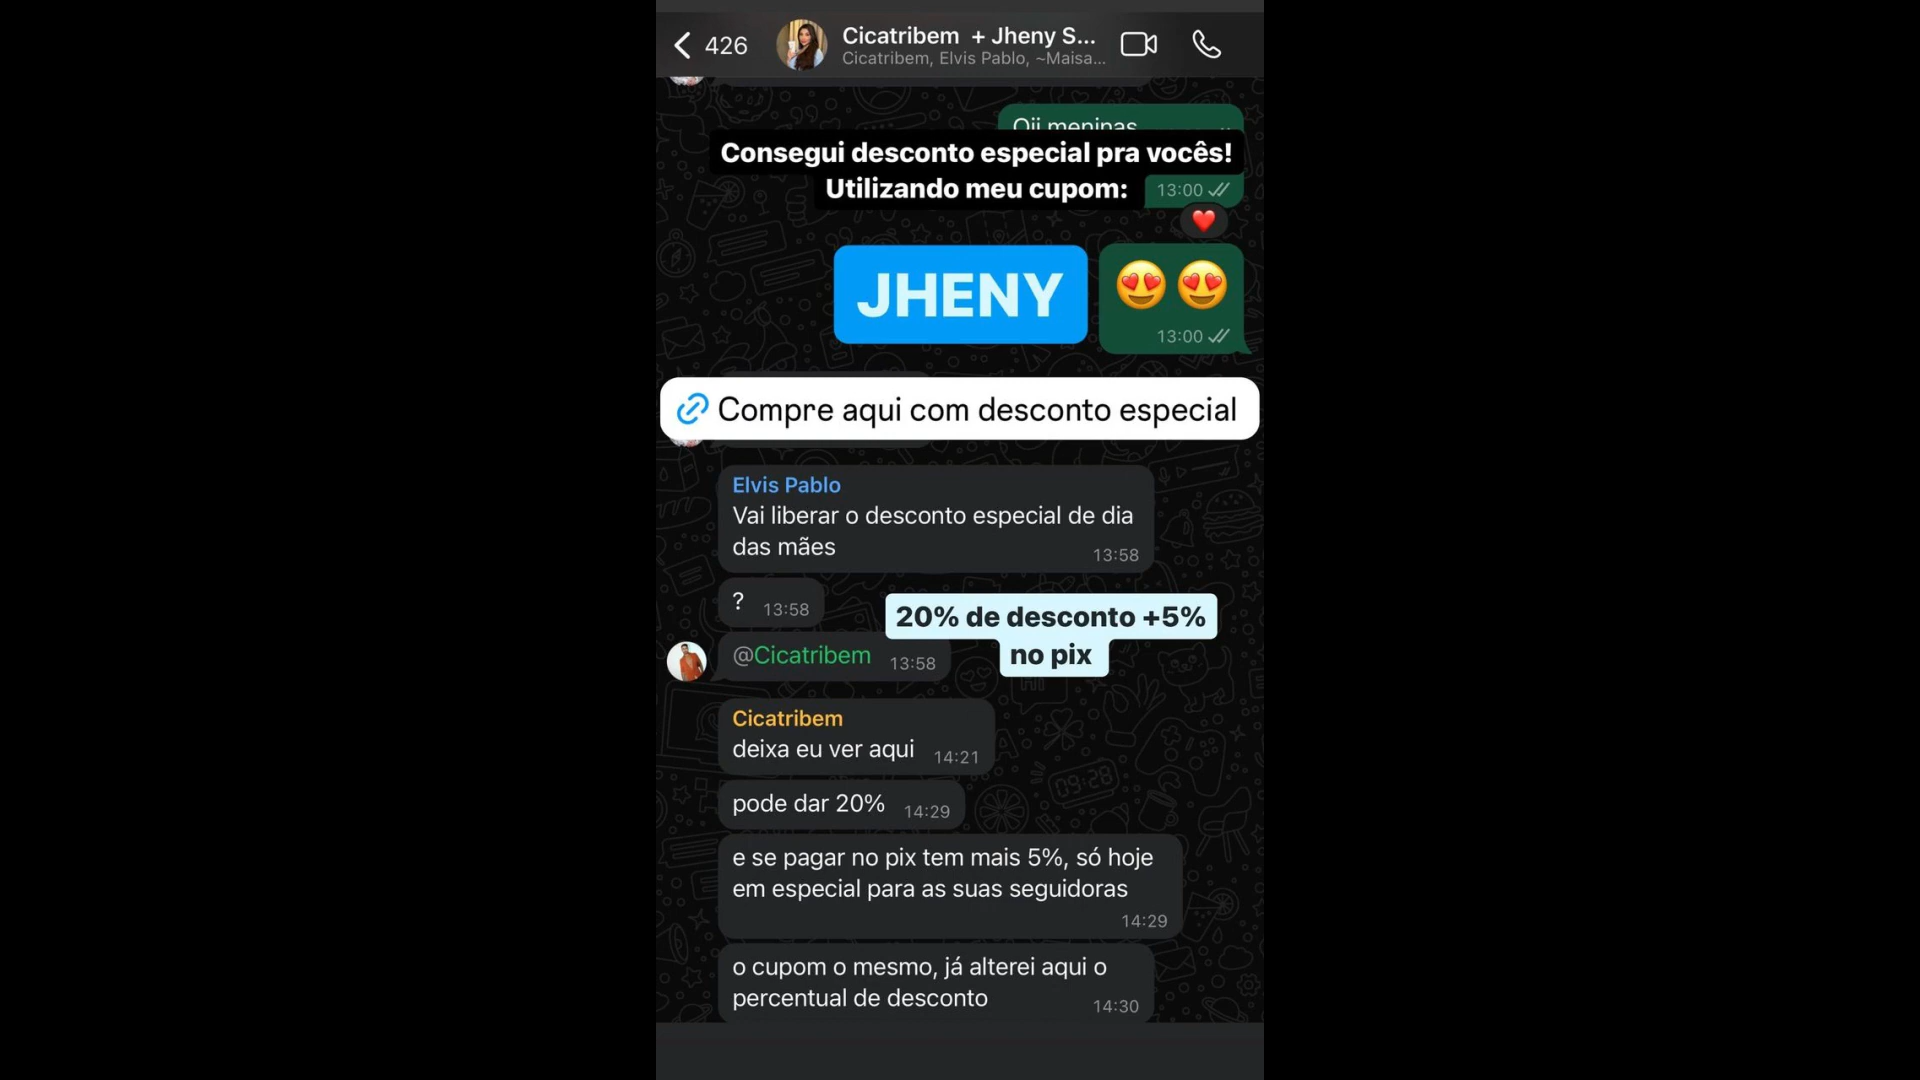 426
Cicatribem + Jheny S...
Cicatribem, Elvis Pablo, ~Maisa...
Oii meninas
Consegui desconto especial pra vocês!
Utilizando meu cupom:
13:00
JHENY
13:00
Compre aqui com desconto especial
Elvis Pablo
Vai liberar o desconto especial de dia
das mães
13:58
?
13:58
20% de desconto +5%
no pix
@Cicatribem
13:58
Cicatribem
deixa eu ver aqui
14:21
pode dar 20%
14:29
e se pagar no pix tem mais 5%, só hoje
em especial para as suas seguidoras
14:29
o cupom o mesmo, já alterei aqui o
percentual de desconto
14:30